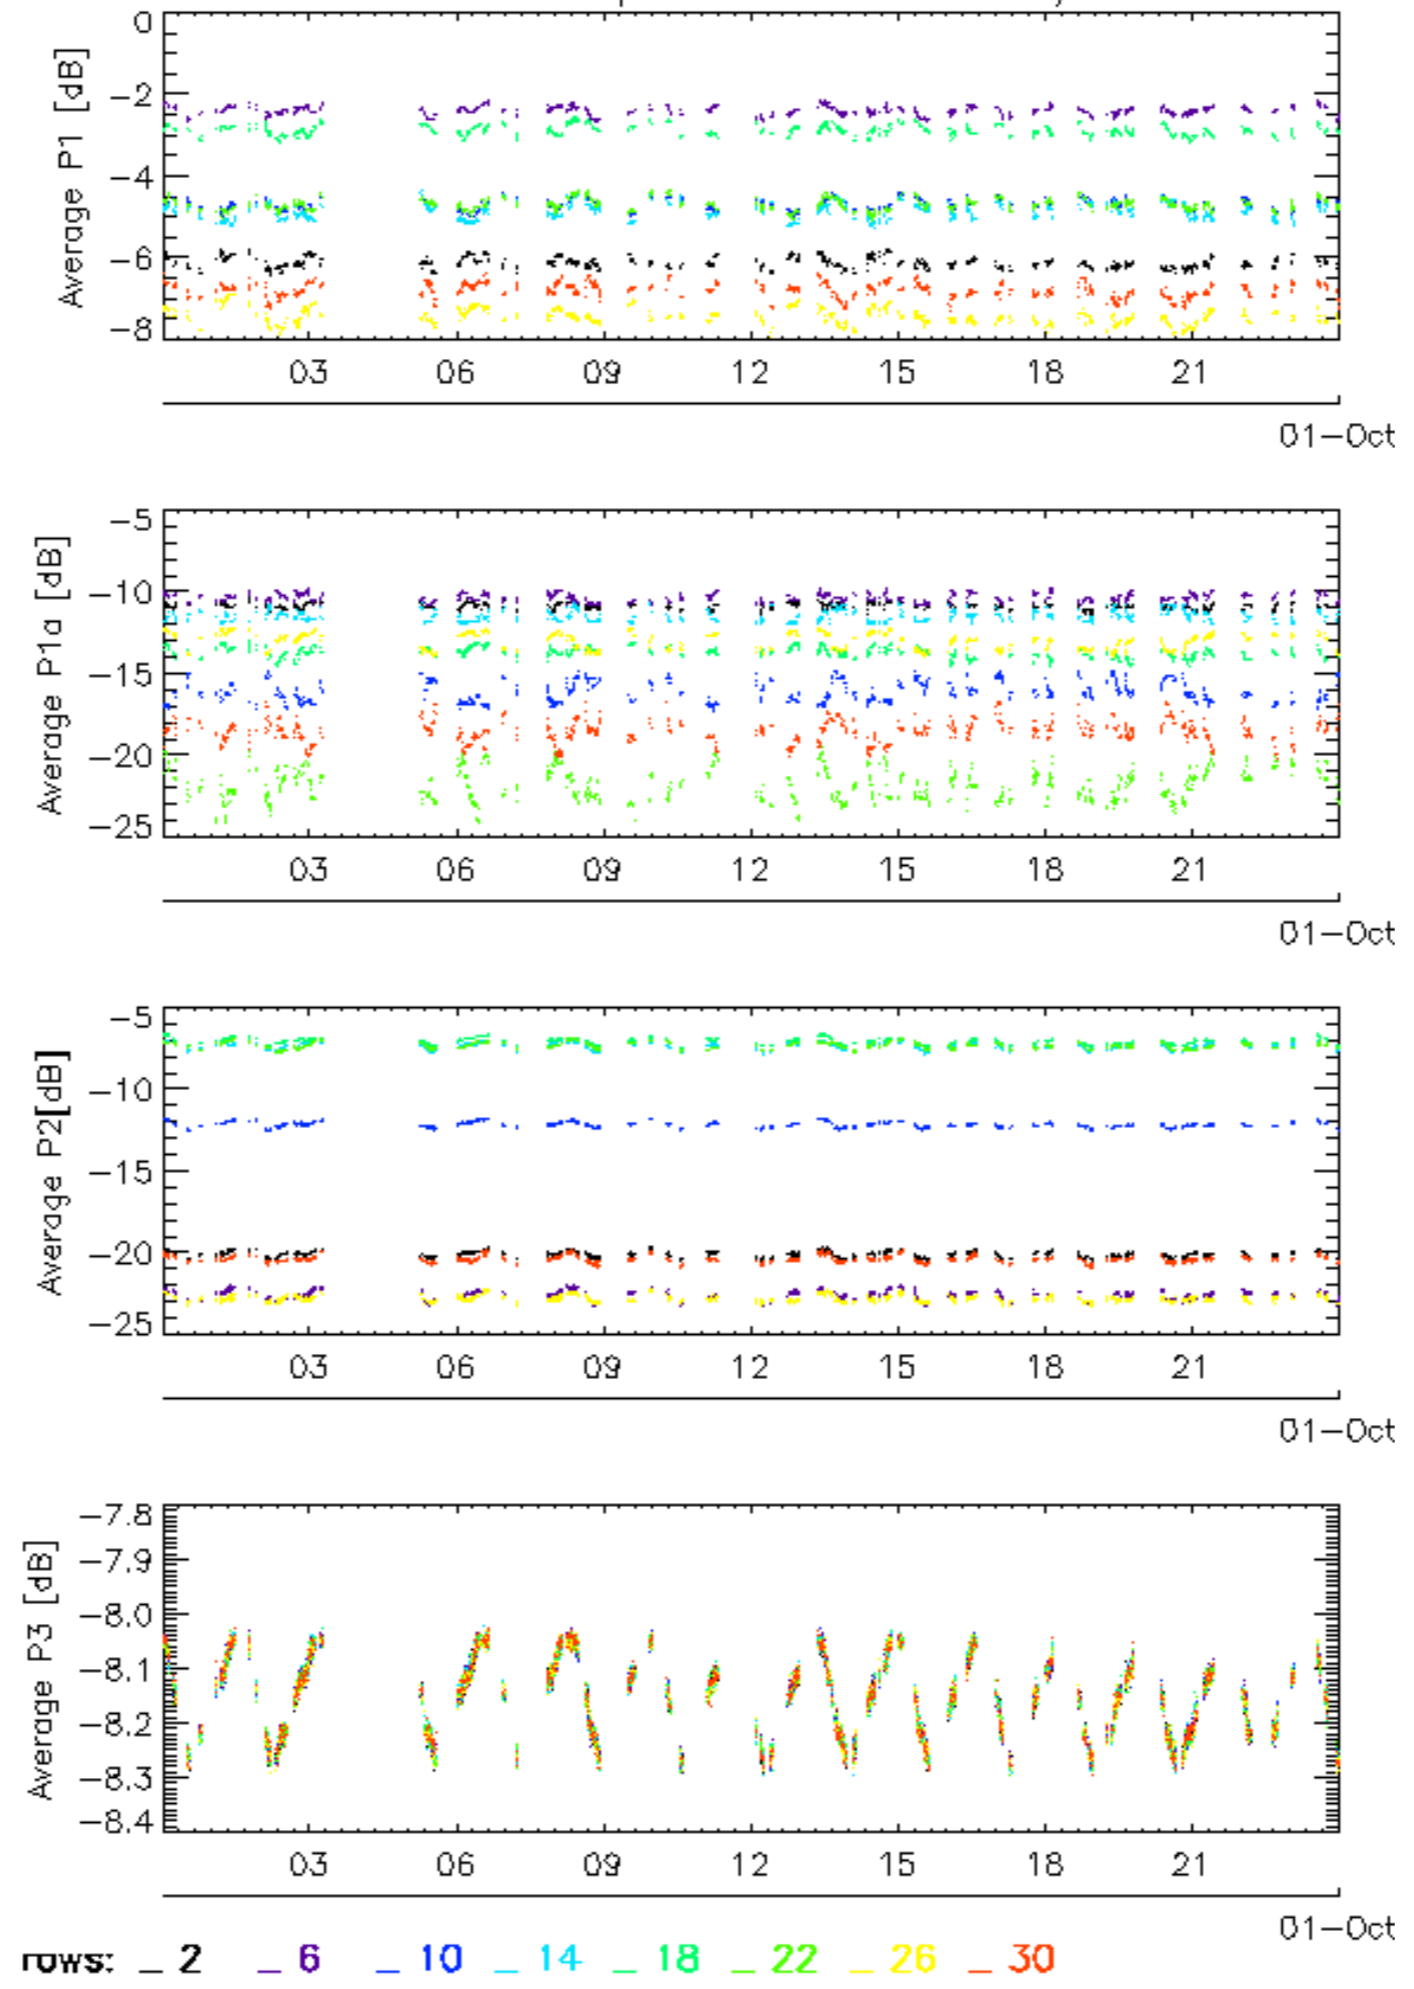 0
−2
−4
−6
−8
Average P1 [dB]
03 06 09 12 15 18 21
01−Oct
−5
−10
−15
−20
−25
Average P1a [dB]
03 06 09 12 15 18 21
01−Oct
−5
−10
−15
−20
−25
Average P2[dB]
03 06 09 12 15 18 21
01−Oct
−7.8
−7.9
−8.0
−8.1
−8.2
−8.3
−8.4
Average P3 [dB]
03 06 09 12 15 18 21
01−Oct
rows: _ 2 _ 6 _ 10 _ 14 _ 18 _ 22 _ 26 _ 30